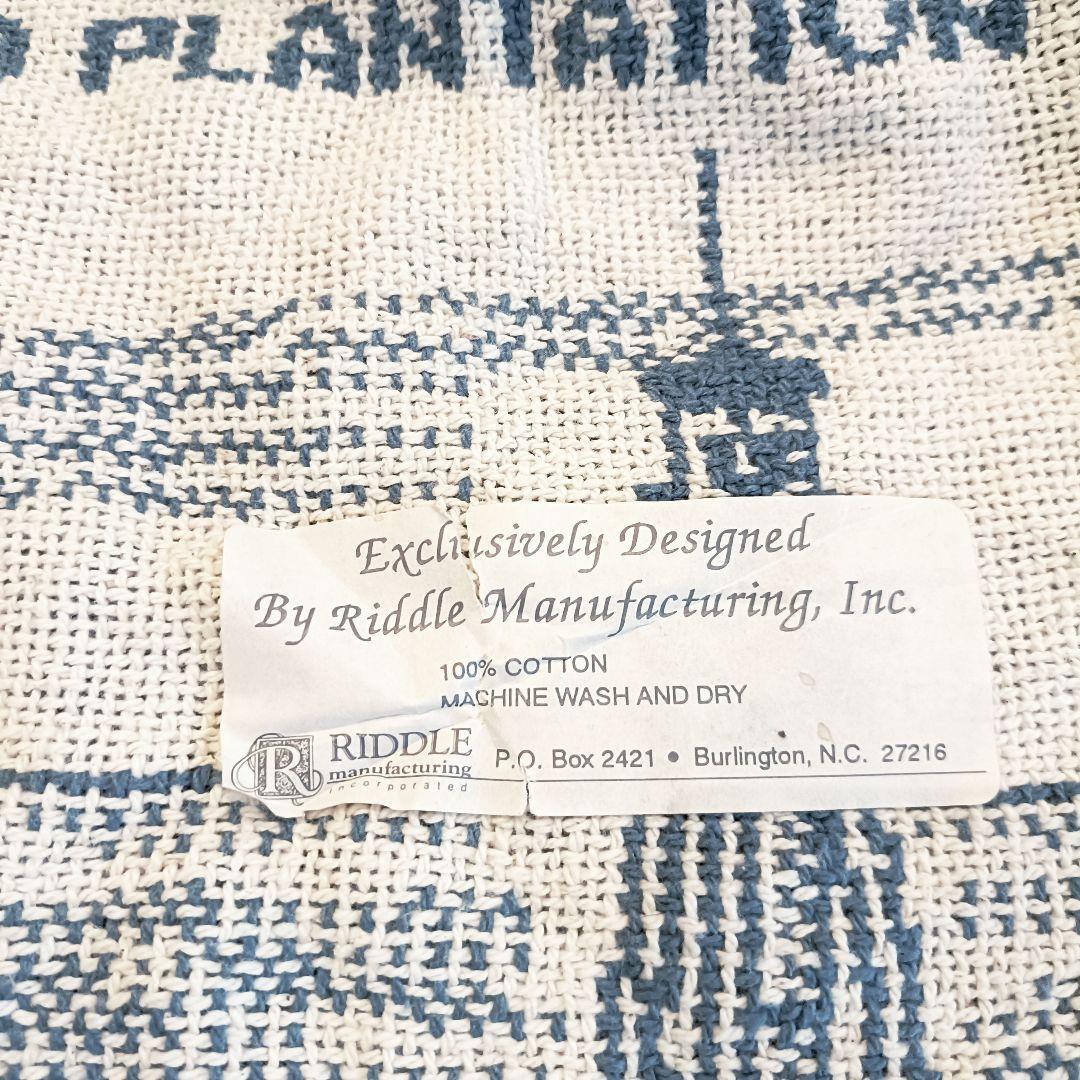 PLANTATION
Exclusively Designed
By Riddle Manufacturing, Inc.
100% COTTON
MACHINE WASH AND DRY
R RIDDLE
manufacturing
incorporated
P.O. Box 2421 • Burlington, N.C. 27216